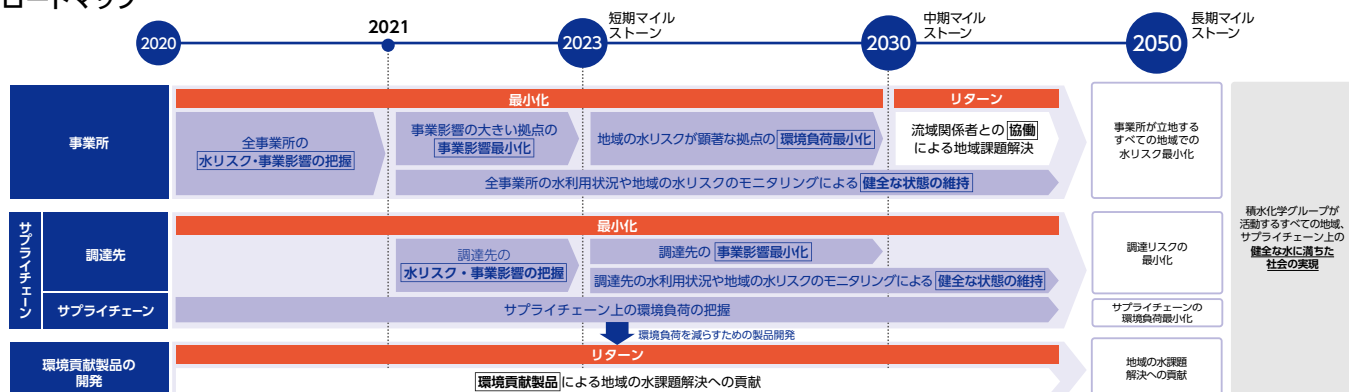 ロードマップ
2020
2021
2023
短期マイル
ストーン
2030
中期マイル
ストーン
2050
長期マイル
ストーン
事業所
最小化
リターン
全事業所の
水リスク・事業影響の把握
事業影響の大きい拠点の
事業影響最小化
地域の水リスクが顕著な拠点の 環境負荷最小化
流域関係者との 協働
による地域課題解決
全事業所の水利用状況や地域の水リスクのモニタリングによる 健全な状態の維持
事業所が立地する
すべての地域での
水リスク最小化
サプライチェーン
調達先
最小化
調達先の
水リスク・事業影響の把握
調達先の 事業影響最小化
調達先の水利用状況や地域の水リスクのモニタリングによる 健全な状態の維持
調達リスクの
最小化
サプライチェーン
サプライチェーン上の環境負荷の把握
サプライチェーンの
環境負荷最小化
環境負荷を減らすための製品開発
環境貢献製品の
開発
リターン
環境貢献製品による地域の水課題解決への貢献
地域の水課題
解決への貢献
積水化学グループが
活動するすべての地域、
サプライチェーン上の
健全な水に満ちた
社会の実現